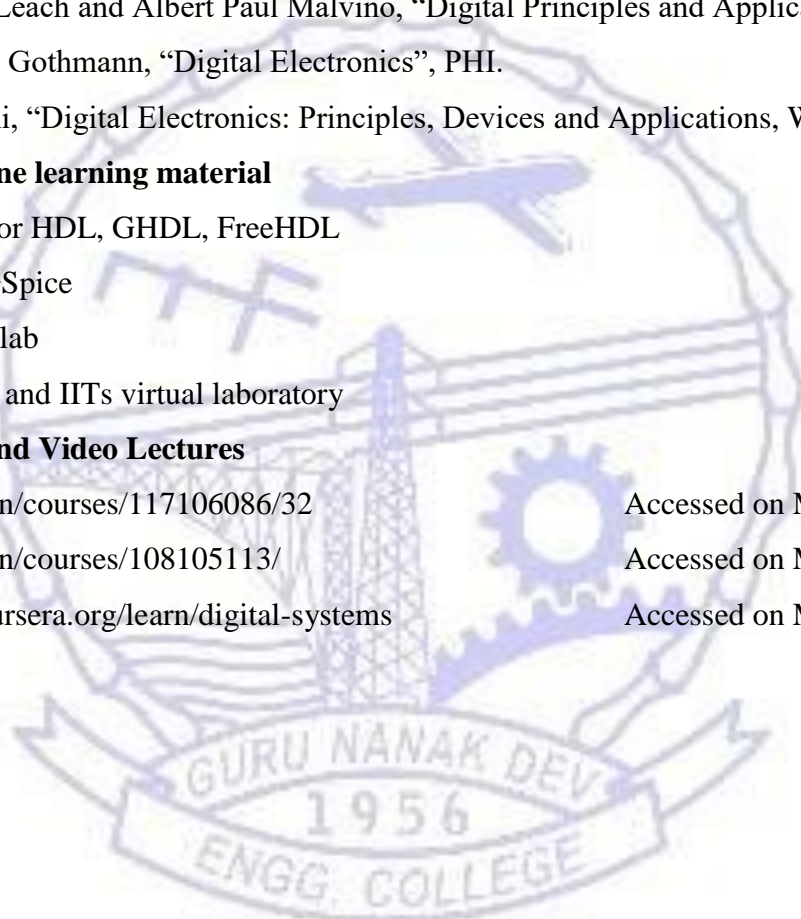 Leach and Albert Paul Malvino, “Digital Principles and Applica
Gothmann, “Digital Electronics”, PHI.
i, “Digital Electronics: Principles, Devices and Applications, W
ne learning material
or HDL, GHDL, FreeHDL
Spice
lab
and IITs virtual laboratory
nd Video Lectures
n/courses/117106086/32 Accessed on M
n/courses/108105113/ Accessed on M
ursera.org/learn/digital-systems Accessed on M
GURU NANAK DEV
1956
ENGG. COLLEGE